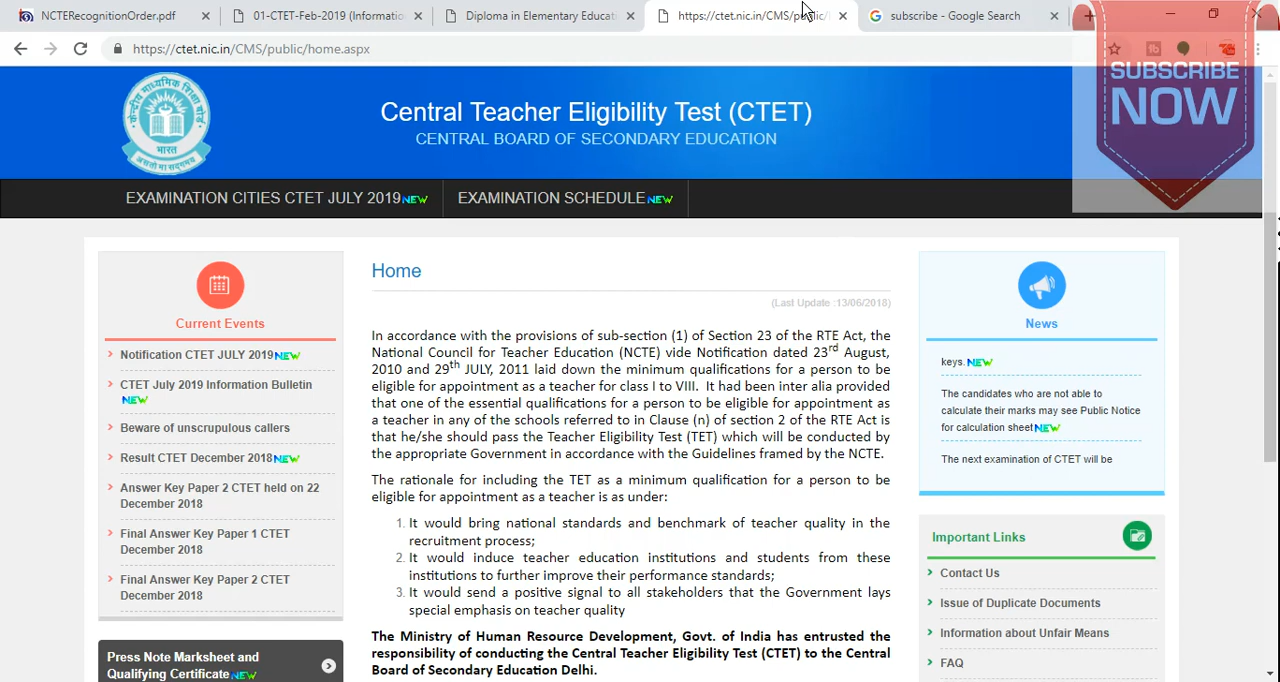 NCTERecognitionOrder.pdf
01-CTET-Feb-2019 (Informatio
Diploma in Elementary Educati
https://ctet.nic.in/CMS/public/
subscribe - Google Search
https://ctet.nic.in/CMS/public/home.aspx
SUBSCRIBE
NOW
केन्द्रीय माध्यमिक शिक्षा बोर्ड
भारत
असतो मा सद्गमय
Central Teacher Eligibility Test (CTET)
CENTRAL BOARD OF SECONDARY EDUCATION
EXAMINATION CITIES CTET JULY 2019 NEW
EXAMINATION SCHEDULE NEW
Current Events
Notification CTET JULY 2019 NEW
CTET July 2019 Information Bulletin
NEW
Beware of unscrupulous callers
Result CTET December 2018 NEW
Answer Key Paper 2 CTET held on 22
December 2018
Final Answer Key Paper 1 CTET
December 2018
Final Answer Key Paper 2 CTET
December 2018
Press Note Marksheet and
Qualifying Certificate NEW
Home
(Last Update :13/06/2018)
In accordance with the provisions of sub-section (1) of Section 23 of the RTE Act, the
National Council for Teacher Education (NCTE) vide Notification dated 23rd August,
2010 and 29th JULY, 2011 laid down the minimum qualifications for a person to be
eligible for appointment as a teacher for class I to VIII. It had been inter alia provided
that one of the essential qualifications for a person to be eligible for appointment as
a teacher in any of the schools referred to in Clause (n) of section 2 of the RTE Act is
that he/she should pass the Teacher Eligibility Test (TET) which will be conducted by
the appropriate Government in accordance with the Guidelines framed by the NCTE.
The rationale for including the TET as a minimum qualification for a person to be
eligible for appointment as a teacher is as under:
1. It would bring national standards and benchmark of teacher quality in the
recruitment process;
2. It would induce teacher education institutions and students from these
institutions to further improve their performance standards;
3. It would send a positive signal to all stakeholders that the Government lays
special emphasis on teacher quality
The Ministry of Human Resource Development, Govt. of India has entrusted the
responsibility of conducting the Central Teacher Eligibility Test (CTET) to the Central
Board of Secondary Education Delhi.
News
keys. NEW
The candidates who are not able to
calculate their marks may see Public Notice
for calculation sheet NEW
The next examination of CTET will be
Important Links
Contact Us
Issue of Duplicate Documents
Information about Unfair Means
FAQ